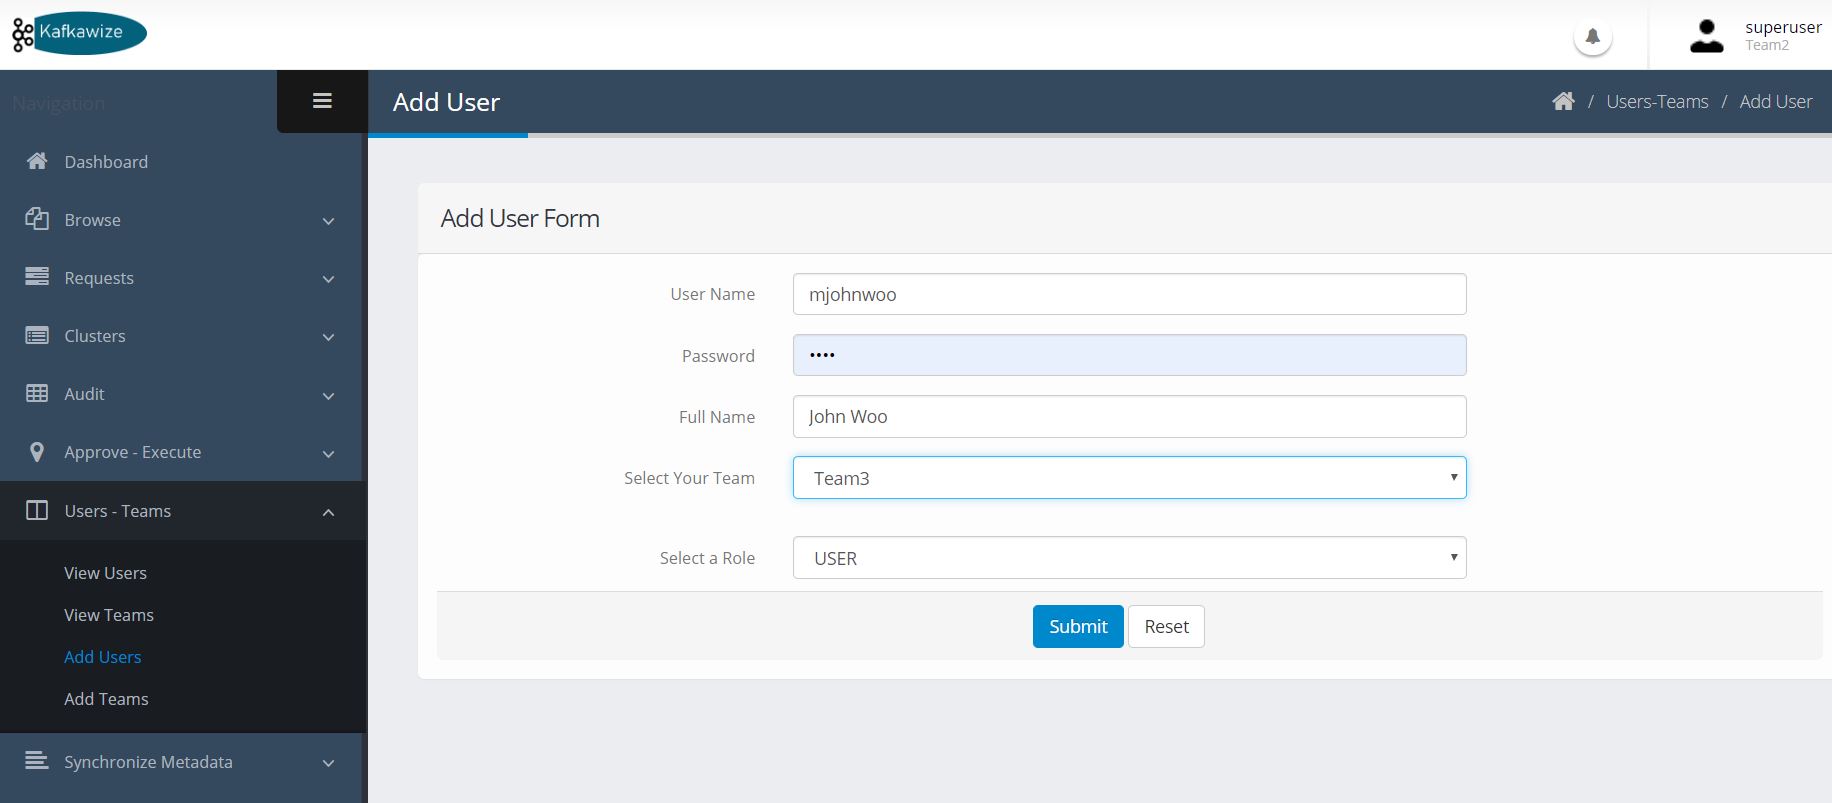 Kafkawize
superuser
Team2
Navigation
Add User
/ Users-Teams / Add User
Dashboard
Browse
Requests
Clusters
Audit
Approve - Execute
Users - Teams
View Users
View Teams
Add Users
Add Teams
Synchronize Metadata
Add User Form
User Name mjohnwoo
Password ••••
Full Name John Woo
Select Your Team Team3
Select a Role USER
Submit Reset